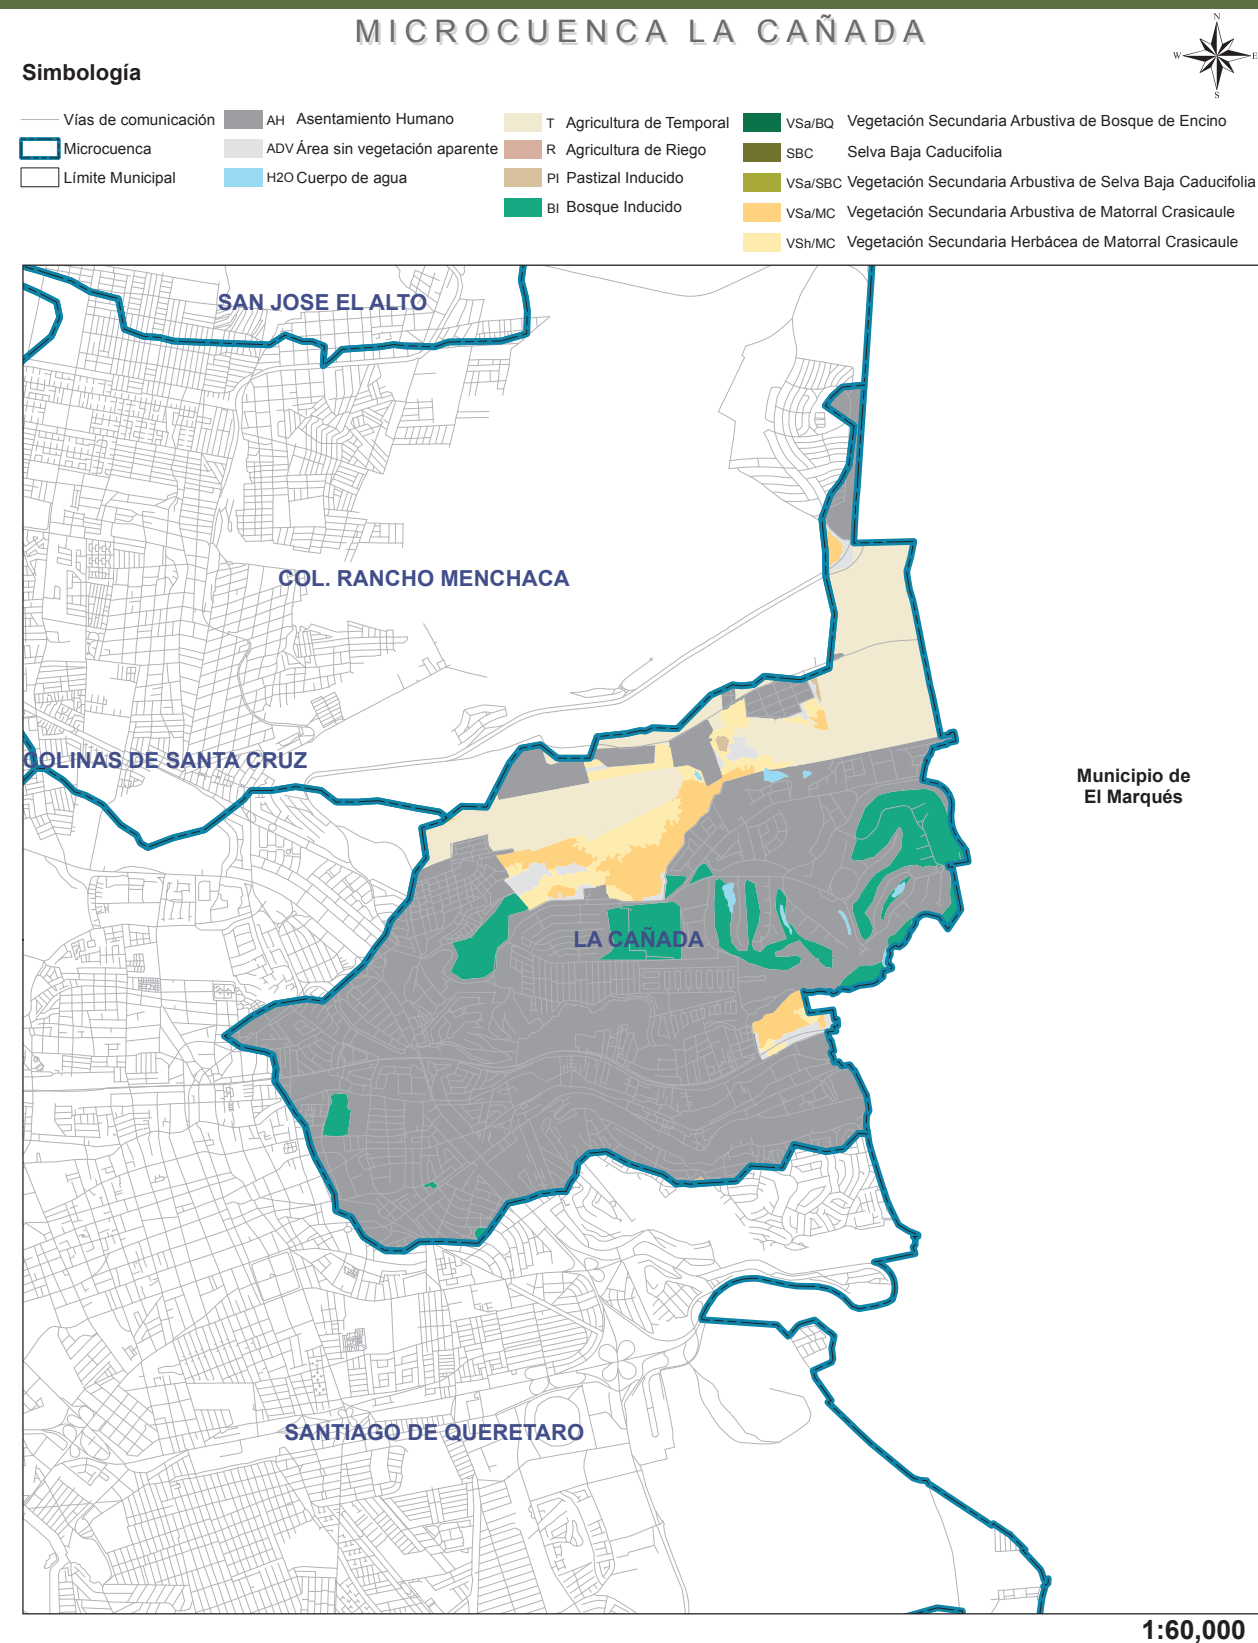 MICROCUENCA LA CAÑADA
N
W
E
S
Simbología
Vías de comunicación
Microcuenca
Límite Municipal
AH Asentamiento Humano
ADV Área sin vegetación aparente
H2O Cuerpo de agua
T Agricultura de Temporal
R Agricultura de Riego
PI Pastizal Inducido
BI Bosque Inducido
VSa/BQ Vegetación Secundaria Arbustiva de Bosque de Encino
SBC Selva Baja Caducifolia
VSa/SBC Vegetación Secundaria Arbustiva de Selva Baja Caducifolia
VSa/MC Vegetación Secundaria Arbustiva de Matorral Crasicaule
VSh/MC Vegetación Secundaria Herbácea de Matorral Crasicaule
SAN JOSE EL ALTO
COL. RANCHO MENCHACA
COLINAS DE SANTA CRUZ
Municipio de
El Marqués
LA CAÑADA
SANTIAGO DE QUERETARO
1:60,000